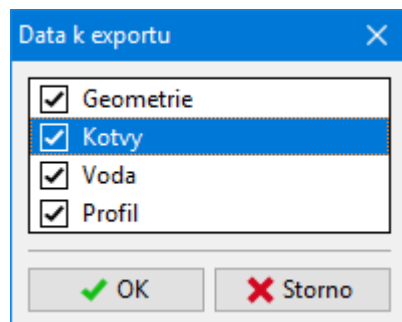 Data k exportu
Geometrie
Kotvy
Voda
Profil
OK
Storno